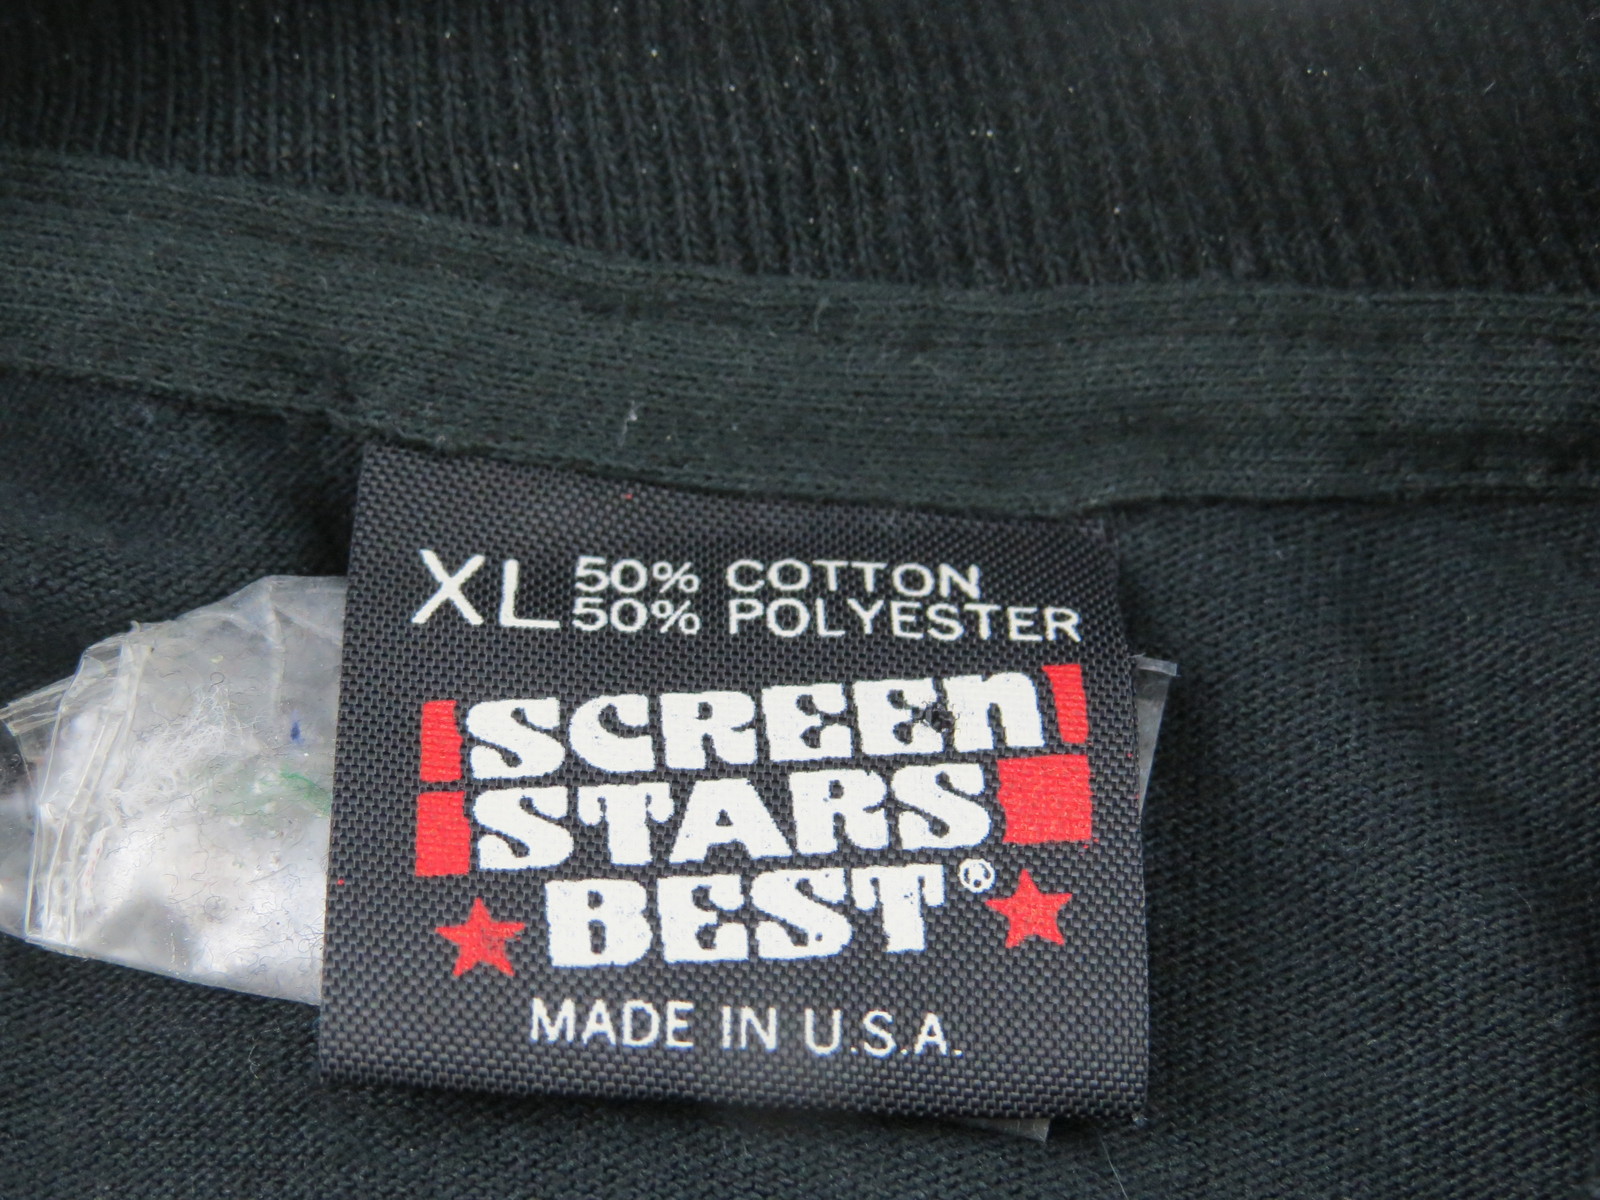 XL 50% COTTON
50% POLYESTER
SCREEN
STARS
BEST®
MADE IN U.S.A.